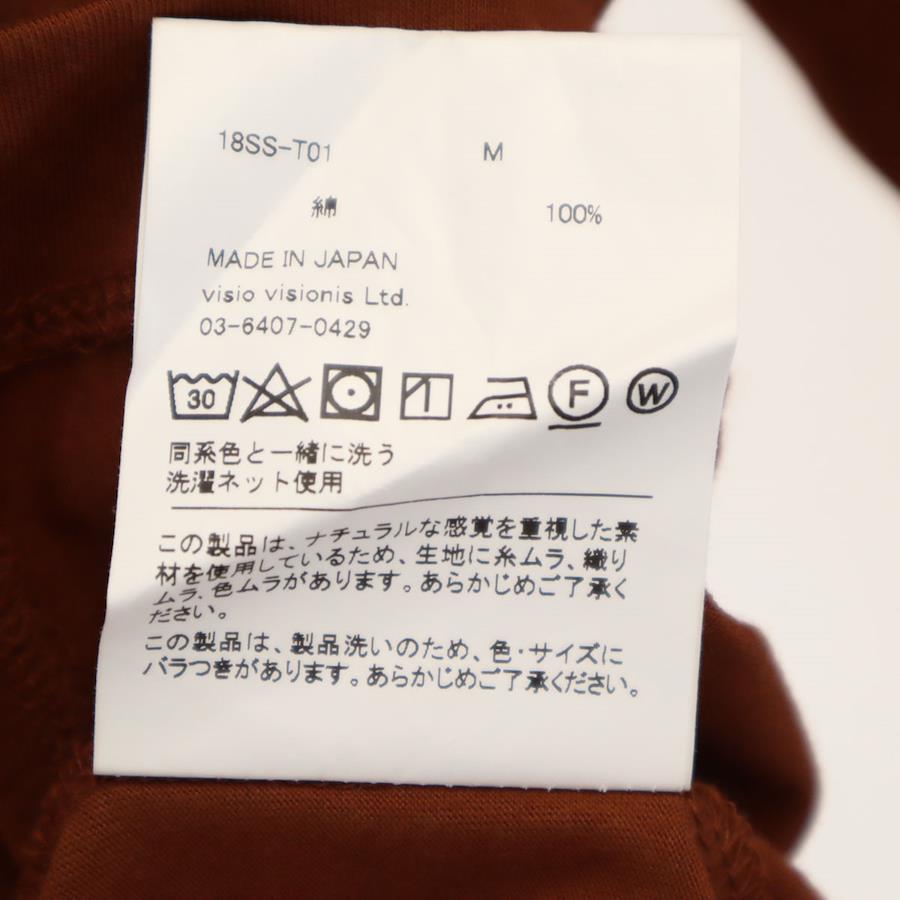 18SS-T01 M
綿 100%
MADE IN JAPAN
visio visionis Ltd.
03-6407-0429
30 F W
同系色と一緒に洗う
洗濯ネット使用
この製品は、ナチュラルな感覚を重視した素
材を使用しているため、生地に糸ムラ、織り
ムラ、色ムラがあります。あらかじめご了承く
ださい。
この製品は、製品洗いのため、色・サイズに
バラつきがあります。あらかじめご了承ください。